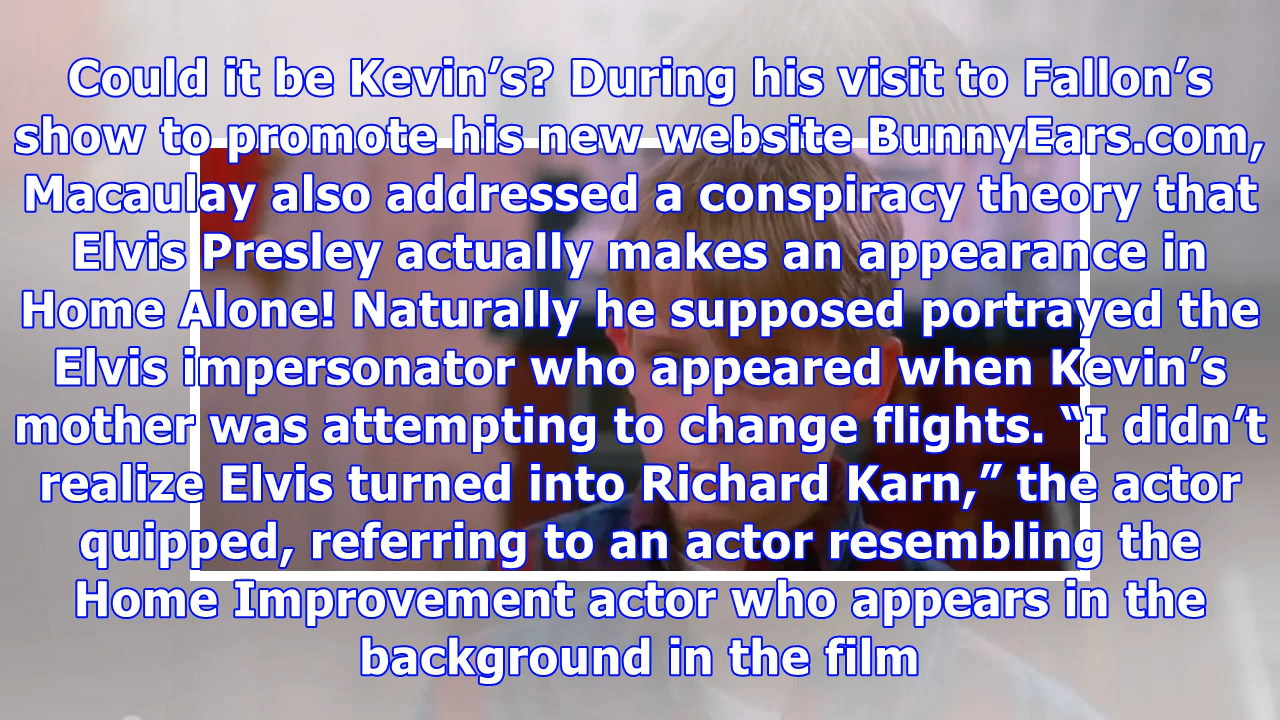 Could it be Kevin’s? During his visit to Fallon’s
show to promote his new website BunnyEars.com,
Macaulay also addressed a conspiracy theory that
Elvis Presley actually makes an appearance in
Home Alone! Naturally he supposed portrayed the
Elvis impersonator who appeared when Kevin’s
mother was attempting to change flights. “I didn’t
realize Elvis turned into Richard Karn,” the actor
quipped, referring to an actor resembling the
Home Improvement actor who appears in the
background in the film